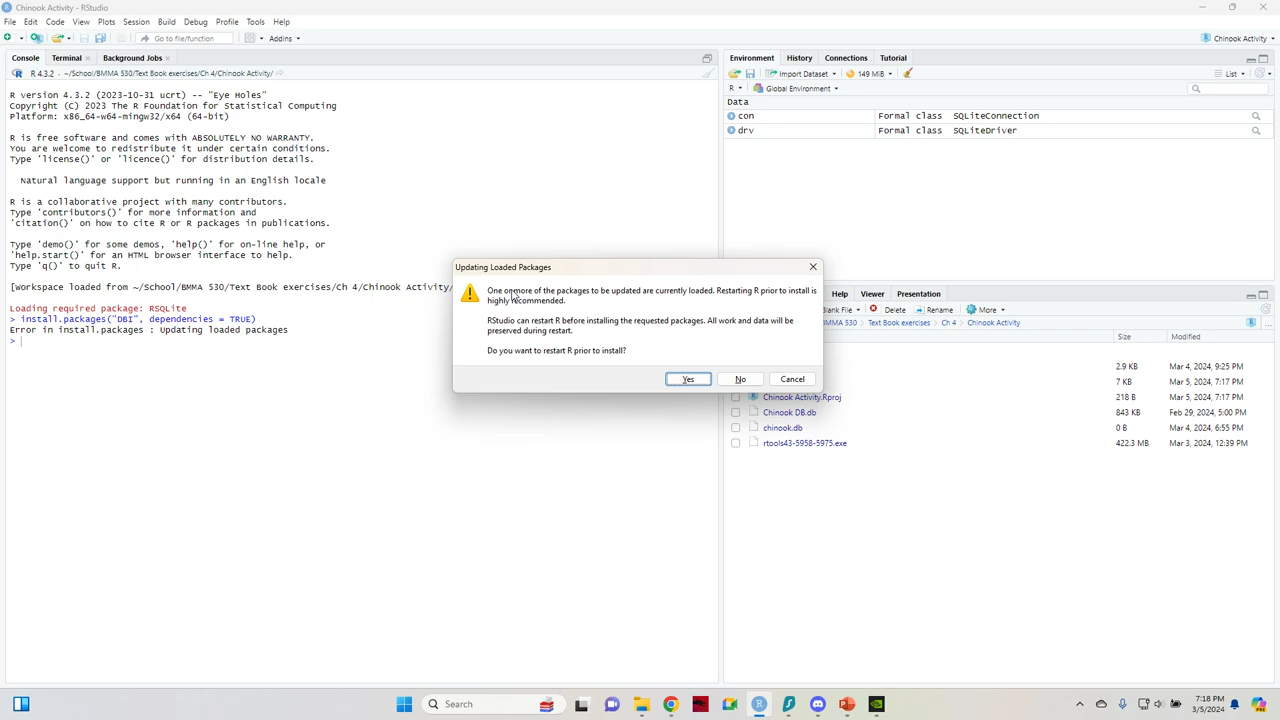 Chinook Activity - RStudio
File Edit Code View Plots Session Build Debug Profile Tools Help
Go to file/function Addins Chinook Activity
Console Terminal Background Jobs
R 4.3.2 · ~/School/BMMA 530/Text Book exercises/Ch 4/Chinook Activity/
R version 4.3.2 (2023-10-31 ucrt) -- "Eye Holes"
Copyright (C) 2023 The R Foundation for Statistical Computing
Platform: x86_64-w64-mingw32/x64 (64-bit)
R is free software and comes with ABSOLUTELY NO WARRANTY.
You are welcome to redistribute it under certain conditions.
Type 'license()' or 'licence()' for distribution details.
Natural language support but running in an English locale
R is a collaborative project with many contributors.
Type 'contributors()' for more information and
'citation()' on how to cite R or R packages in publications.
Type 'demo()' for some demos, 'help()' for on-line help, or
'help.start()' for an HTML browser interface to help.
Type 'q()' to quit R.
[Workspace loaded from ~/School/BMMA 530/Text Book exercises/Ch 4/Chinook Activity/
Loading required package: RSQLite
> install.packages("DBI", dependencies = TRUE)
Error in install.packages : Updating loaded packages
>
Updating Loaded Packages
One or more of the packages to be updated are currently loaded. Restarting R prior to install is
highly recommended.
RStudio can restart R before installing the requested packages. All work and data will be
preserved during restart.
Do you want to restart R prior to install?
Yes No Cancel
Environment History Connections Tutorial
Import Dataset 149 MiB List
R Global Environment
Data
con Formal class SQLiteConnection
drv Formal class SQLiteDriver
Help Viewer Presentation
Blank File Delete Rename More
BMMA 530 Text Book exercises Ch 4 Chinook Activity
Size Modified
2.9 KB Mar 4, 2024, 9:25 PM
7 KB Mar 5, 2024, 7:17 PM
Chinook Activity.Rproj 218 B Mar 5, 2024, 7:17 PM
Chinook DB.db 843 KB Feb 29, 2024, 5:00 PM
chinook.db 0 B Mar 4, 2024, 6:55 PM
rtools43-5958-5975.exe 422.3 MB Mar 3, 2024, 12:39 PM
Search
7:18 PM
3/5/2024